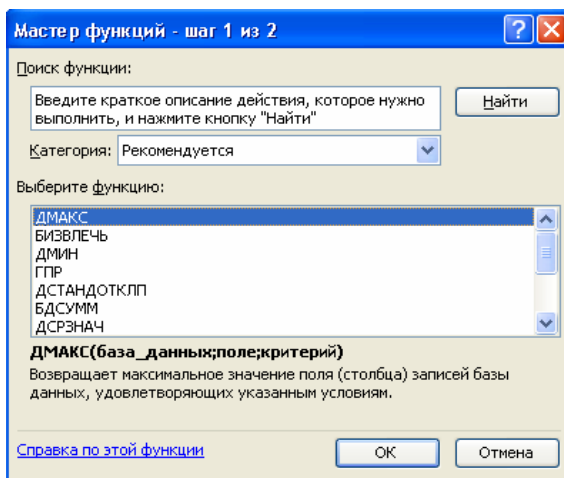 Мастер функций - шаг 1 из 2
Поиск функции:
Введите краткое описание действия, которое нужно
выполнить, и нажмите кнопку "Найти"
Найти
Категория: Рекомендуется
Выберите функцию:
ДМАКС
БИЗВЛЕЧЬ
ДМИН
ГПР
ДСТАНДОТКЛП
БДСУММ
ДСРЗНАЧ
ДМАКС(база_данных;поле;критерий)
Возвращает максимальное значение поля (столбца) записей базы
данных, удовлетворяющих указанным условиям.
Справка по этой функции
ОК
Отмена